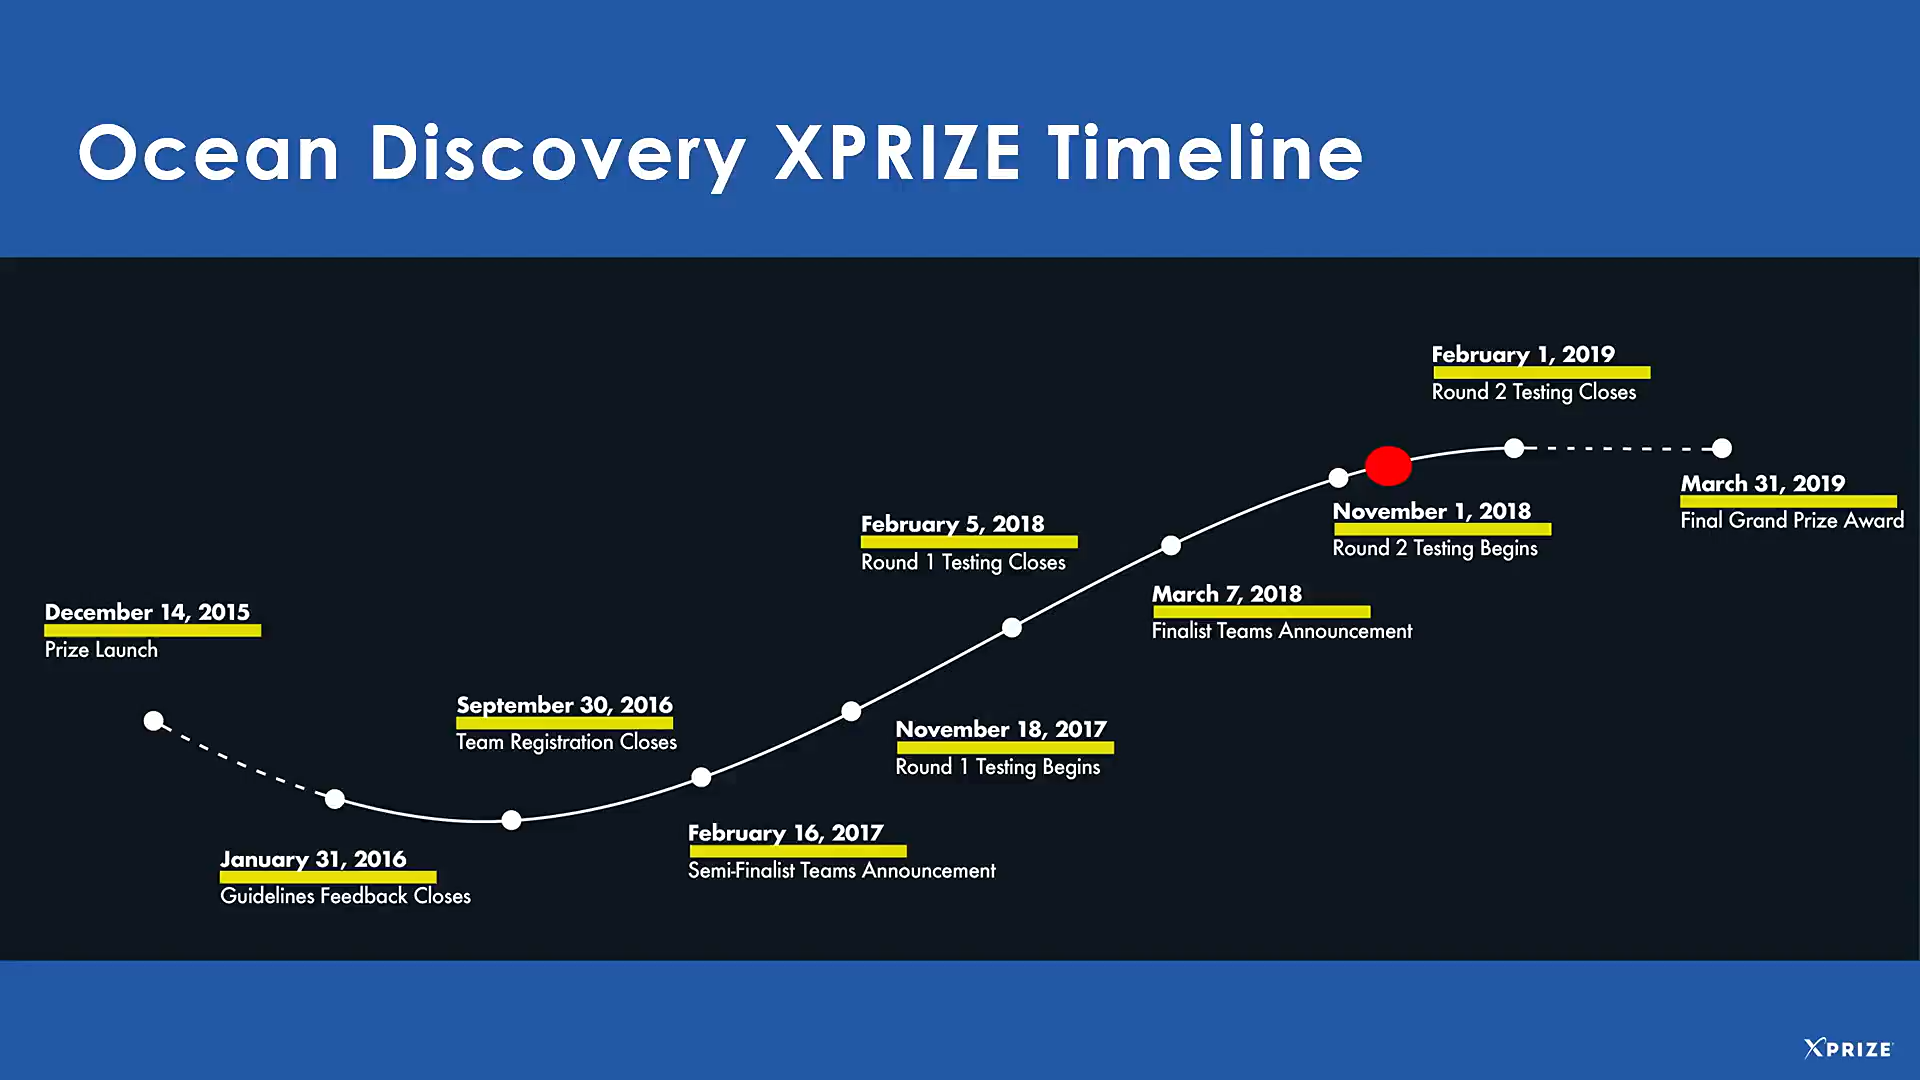 Ocean Discovery XPRIZE Timeline
December 14, 2015
Prize Launch
January 31, 2016
Guidelines Feedback Closes
September 30, 2016
Team Registration Closes
February 16, 2017
Semi-Finalist Teams Announcement
November 18, 2017
Round 1 Testing Begins
February 5, 2018
Round 1 Testing Closes
March 7, 2018
Finalist Teams Announcement
November 1, 2018
Round 2 Testing Begins
February 1, 2019
Round 2 Testing Closes
March 31, 2019
Final Grand Prize Award
XPRIZE